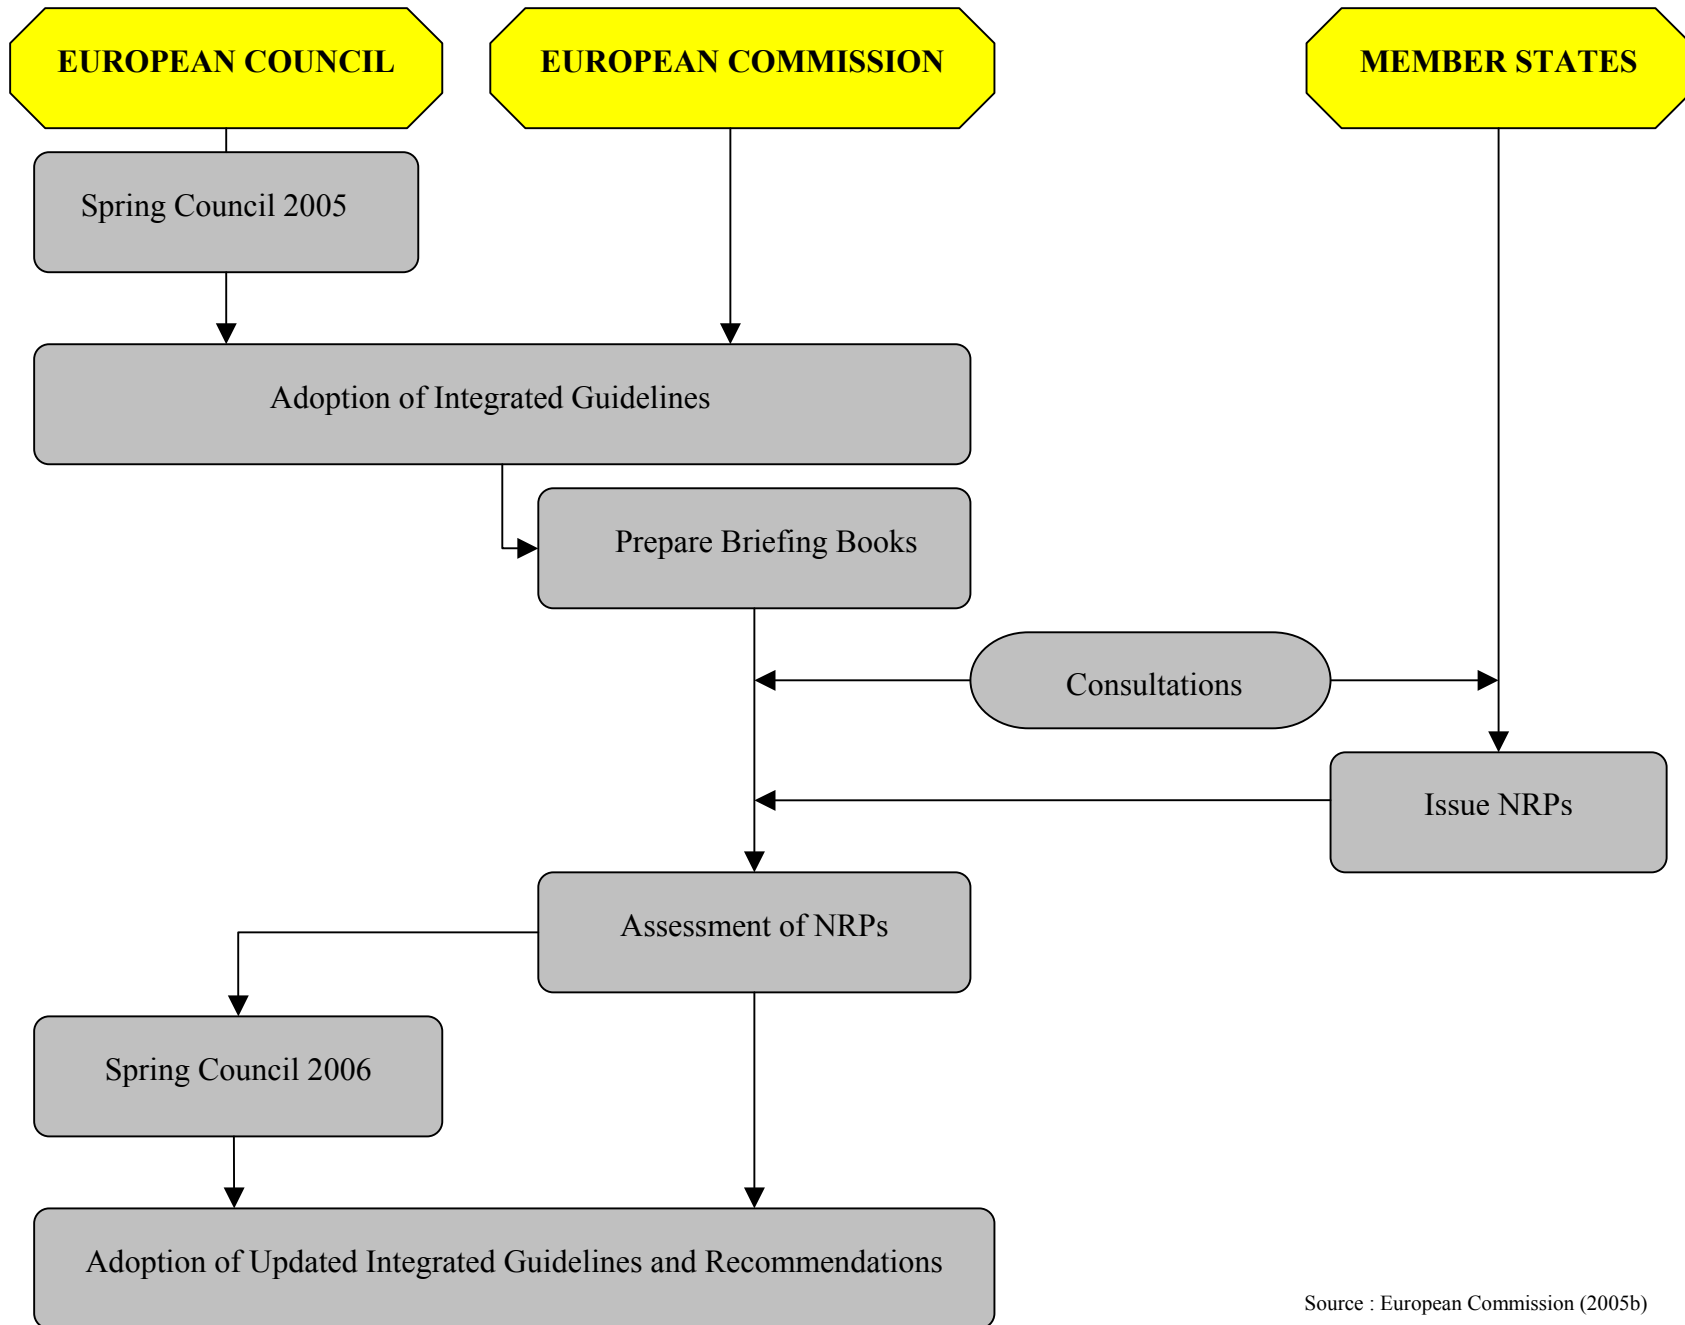 EUROPEAN COUNCIL
EUROPEAN COMMISSION
MEMBER STATES
Spring Council 2005
Adoption of Integrated Guidelines
Prepare Briefing Books
Consultations
Issue NRPs
Assessment of NRPs
Spring Council 2006
Adoption of Updated Integrated Guidelines and Recommendations
Source : European Commission (2005b)